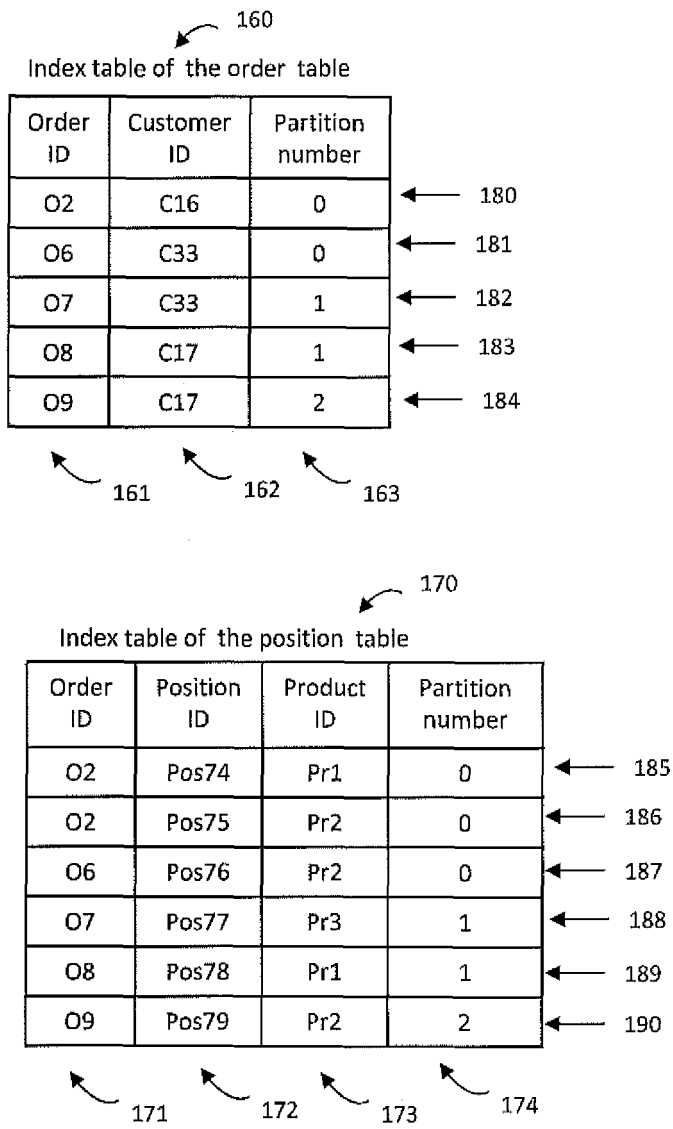 160
Index table of the order table
Order ID Customer ID Partition number
O2 C16 0 180
O6 C33 0 181
O7 C33 1 182
O8 C17 1 183
O9 C17 2 184
161 162 163
170
Index table of the position table
Order ID Position ID Product ID Partition number
O2 Pos74 Pr1 0 185
O2 Pos75 Pr2 0 186
O6 Pos76 Pr2 0 187
O7 Pos77 Pr3 1 188
O8 Pos78 Pr1 1 189
O9 Pos79 Pr2 2 190
171 172 173 174